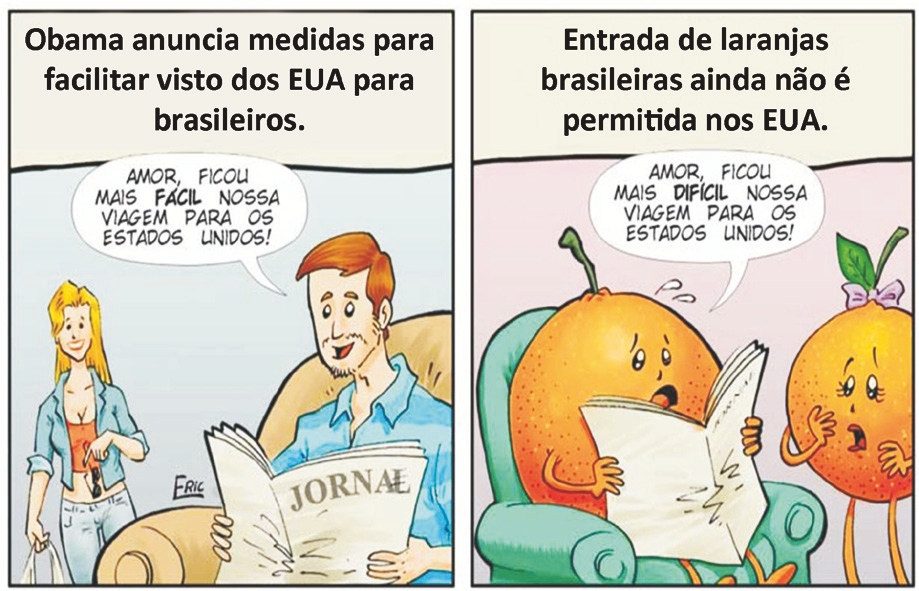 Obama anuncia medidas para
facilitar visto dos EUA para
brasileiros.
AMOR, FICOU
MAIS FÁCIL NOSSA
VIAGEM PARA OS
ESTADOS UNIDOS!
ERIC
JORNAL
Entrada de laranjas
brasileiras ainda não é
permitida nos EUA.
AMOR, FICOU
MAIS DIFÍCIL NOSSA
VIAGEM PARA OS
ESTADOS UNIDOS!